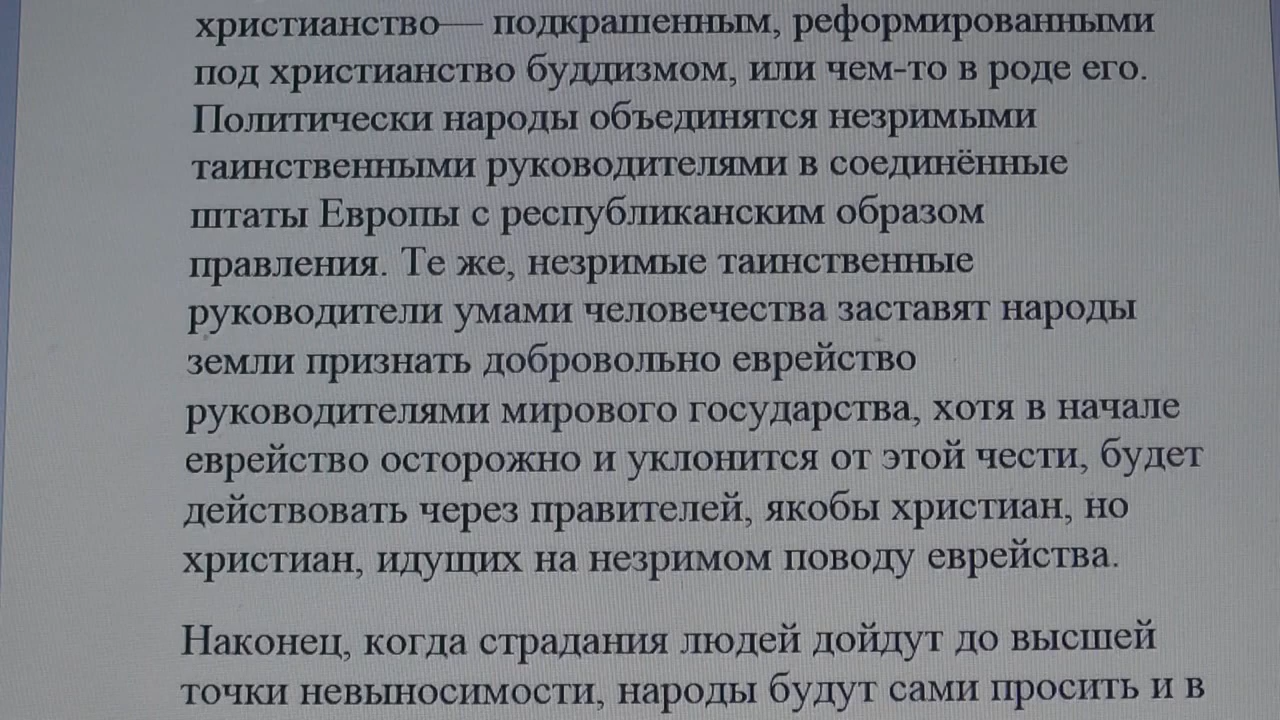 христианство— подкрашенным, реформированными
под христианство буддизмом, или чем-то в роде его.
Политически народы объединятся незримыми
таинственными руководителями в соединённые
штаты Европы с республиканским образом
правления. Те же, незримые таинственные
руководители умами человечества заставят народы
земли признать добровольно еврейство
руководителями мирового государства, хотя в начале
еврейство осторожно и уклонится от этой чести, будет
действовать через правителей, якобы христиан, но
христиан, идущих на незримом поводу еврейства.
Наконец, когда страдания людей дойдут до высшей
точки невыносимости, народы будут сами просить и в